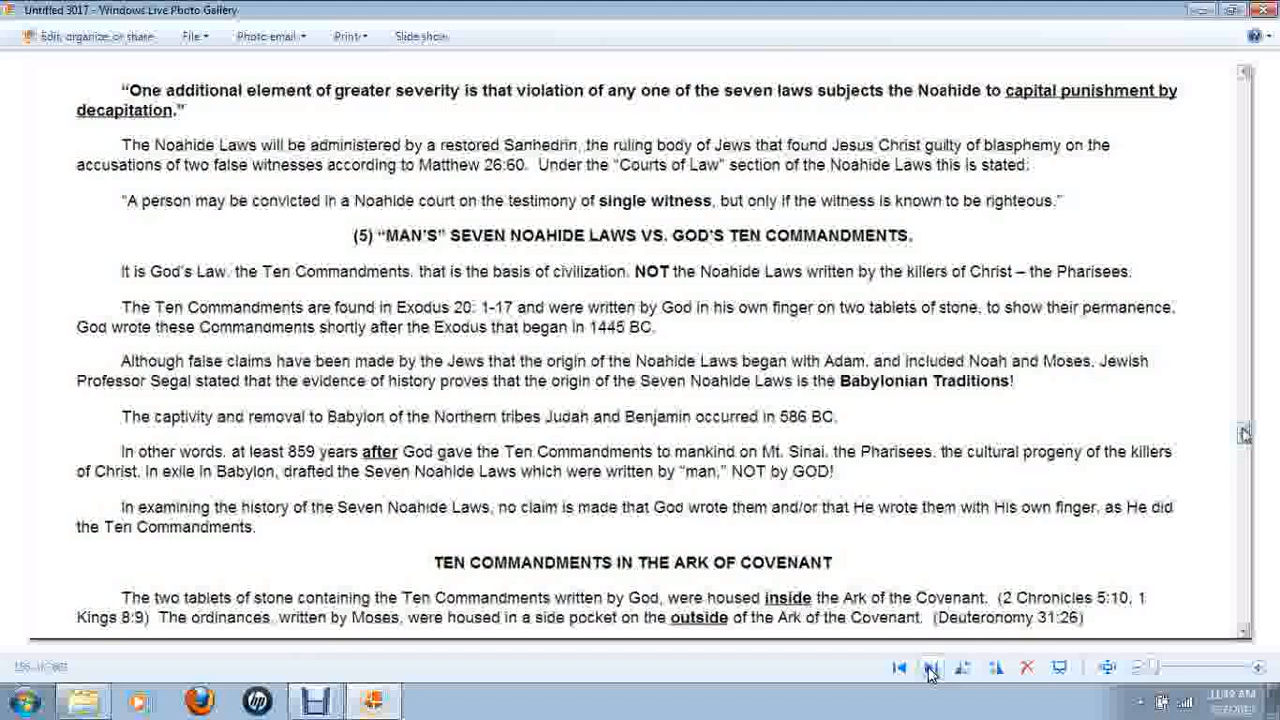 Untitled 3017 - Windows Live Photo Gallery
Edit, organize or share File Photo email Print Slide show
“One additional element of greater severity is that violation of any one of the seven laws subjects the Noahide to capital punishment by
decapitation.”
The Noahide Laws will be administered by a restored Sanhedrin, the ruling body of Jews that found Jesus Christ guilty of blasphemy on the
accusations of two false witnesses according to Matthew 26:60. Under the “Courts of Law” section of the Noahide Laws this is stated:
“A person may be convicted in a Noahide court on the testimony of single witness, but only if the witness is known to be righteous.”
(5) “MAN’S” SEVEN NOAHIDE LAWS VS. GOD’S TEN COMMANDMENTS.
It is God’s Law, the Ten Commandments, that is the basis of civilization, NOT the Noahide Laws written by the killers of Christ – the Pharisees.
The Ten Commandments are found in Exodus 20: 1-17 and were written by God in his own finger on two tablets of stone, to show their permanence.
God wrote these Commandments shortly after the Exodus that began in 1445 BC.
Although false claims have been made by the Jews that the origin of the Noahide Laws began with Adam, and included Noah and Moses, Jewish
Professor Segal stated that the evidence of history proves that the origin of the Seven Noahide Laws is the Babylonian Traditions!
The captivity and removal to Babylon of the Northern tribes Judah and Benjamin occurred in 586 BC.
In other words, at least 859 years after God gave the Ten Commandments to mankind on Mt. Sinai, the Pharisees, the cultural progeny of the killers
of Christ, in exile in Babylon, drafted the Seven Noahide Laws which were written by “man,” NOT by GOD!
In examining the history of the Seven Noahide Laws, no claim is made that God wrote them and/or that He wrote them with His own finger, as He did
the Ten Commandments.
TEN COMMANDMENTS IN THE ARK OF COVENANT
The two tablets of stone containing the Ten Commandments written by God, were housed inside the Ark of the Covenant. (2 Chronicles 5:10, 1
Kings 8:9) The ordinances, written by Moses, were housed in a side pocket on the outside of the Ark of the Covenant. (Deuteronomy 31:26)
hp